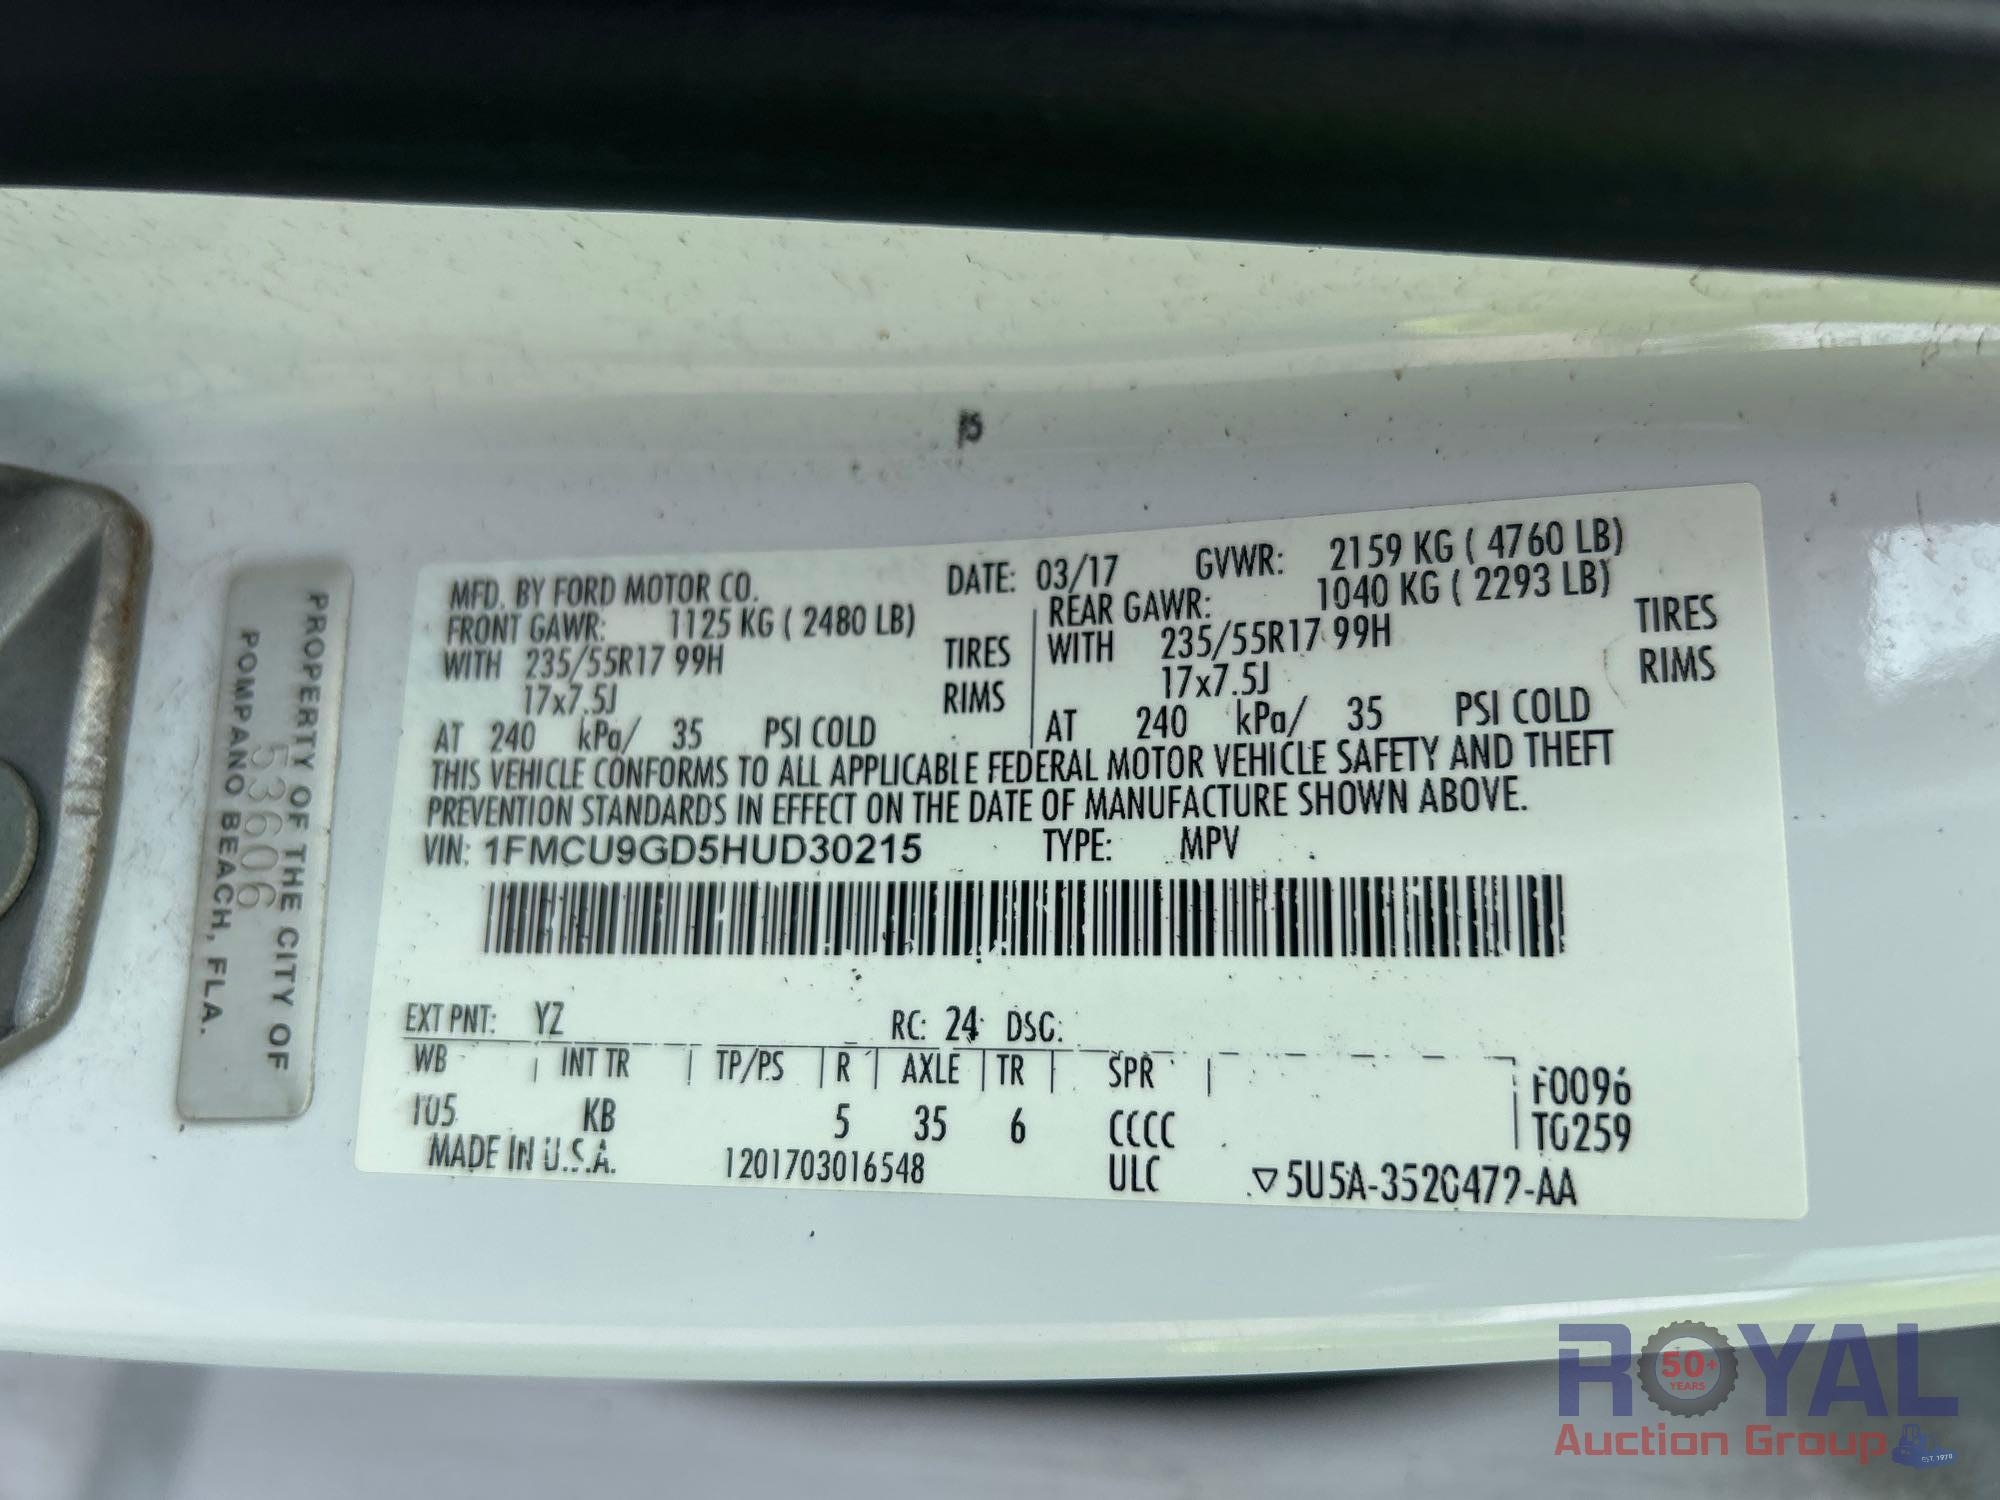 MFD. BY FORD MOTOR CO. DATE: 03/17 GVWR: 2159 KG ( 4760 LB)
FRONT GAWR: 1125 KG ( 2480 LB) REAR GAWR: 1040 KG ( 2293 LB)
WITH 235/55R17 99H TIRES WITH 235/55R17 99H TIRES
17x7.5J RIMS 17x7.5J RIMS
AT 240 kPa/ 35 PSI COLD AT 240 kPa/ 35 PSI COLD
THIS VEHICLE CONFORMS TO ALL APPLICABLE FEDERAL MOTOR VEHICLE SAFETY AND THEFT
PREVENTION STANDARDS IN EFFECT ON THE DATE OF MANUFACTURE SHOWN ABOVE.
VIN: 1FMCU9GD5HUD30215 TYPE: MPV
EXT PNT: YZ RC: 24 DSO:
WB INT TR TP/PS R AXLE TR SPR F0096
105 KB 5 35 6 CCCC TG259
MADE IN U.S.A. 1201703016548 ULC ▽5U5A-3520472-AA
PROPERTY OF THE CITY OF
53606
POMPANO BEACH, FLA.
ROYAL
50+
YEARS
Auction Group
EST. 1970